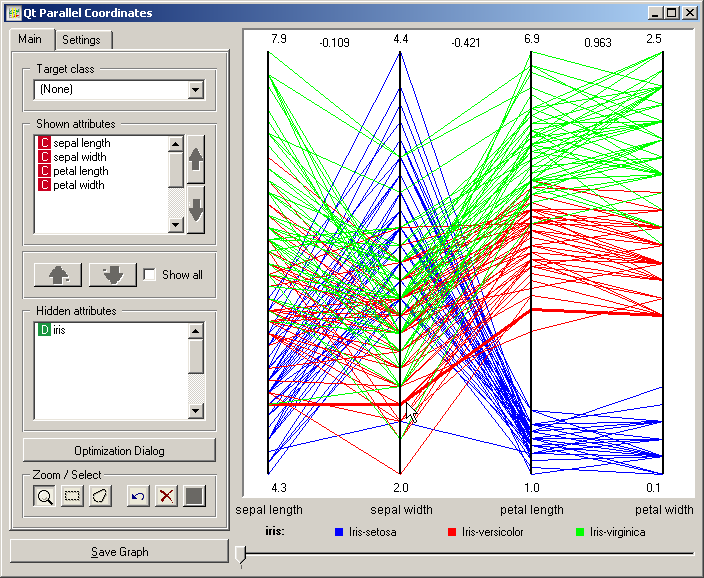 Qt Parallel Coordinates
Main
Settings
Target class
(None)
Shown attributes
C sepal length
C sepal width
C petal length
C petal width
Show all
Hidden attributes
D iris
Optimization Dialog
Zoom / Select
Save Graph
7.9 -0.109 4.4 -0.421 6.9 0.963 2.5
4.3 2.0 1.0 0.1
sepal length sepal width petal length petal width
iris: Iris-setosa Iris-versicolor Iris-virginica